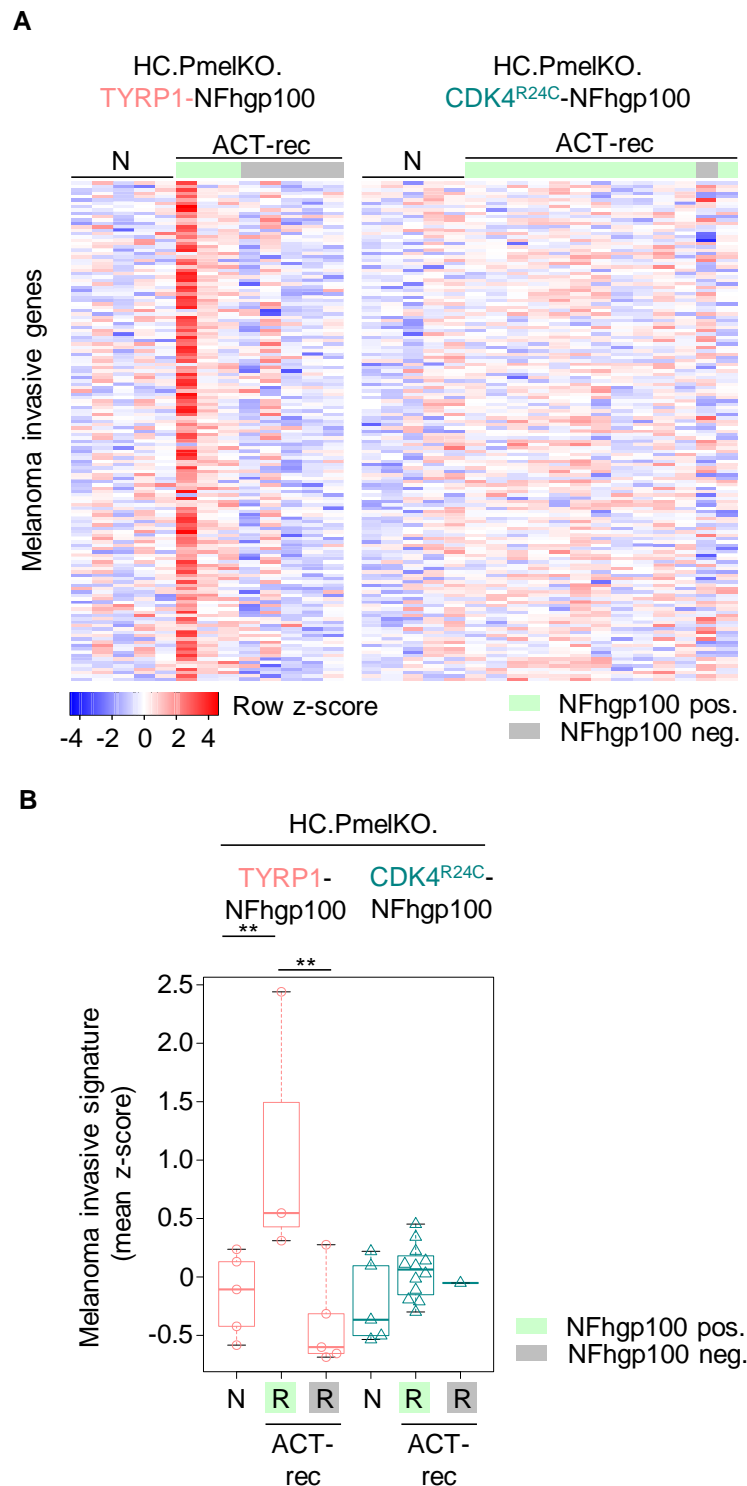 A
HC.PmelKO.
TYRP1-NFhgp100
HC.PmelKO.
CDK4R24C-NFhgp100
N
ACT-rec
N
ACT-rec
Melanoma invasive genes
-4 -2 0 2 4
Row z-score
NFhgp100 pos.
NFhgp100 neg.
B
HC.PmelKO.
TYRP1-
NFhgp100
CDK4R24C-
NFhgp100
**
**
Melanoma invasive signature
(mean z-score)
2.5
2.0
1.5
1.0
0.5
0
-0.5
N R R N R R
ACT-
rec
ACT-
rec
NFhgp100 pos.
NFhgp100 neg.